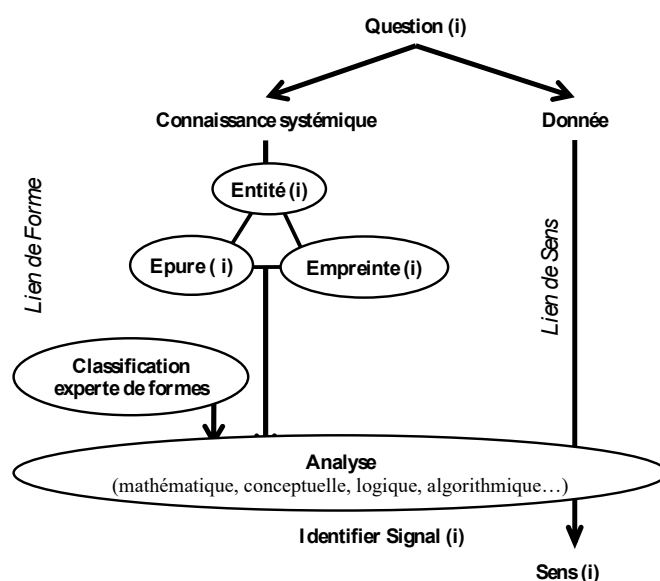 Question (i)
Connaissance systémique
Donnée
Entité (i)
Lien de Forme
Lien de Sens
Epure ( i)
Empreinte (i)
Classification
experte de formes
Analyse
(mathématique, conceptuelle, logique, algorithmique…)
Identifier Signal (i)
Sens (i)